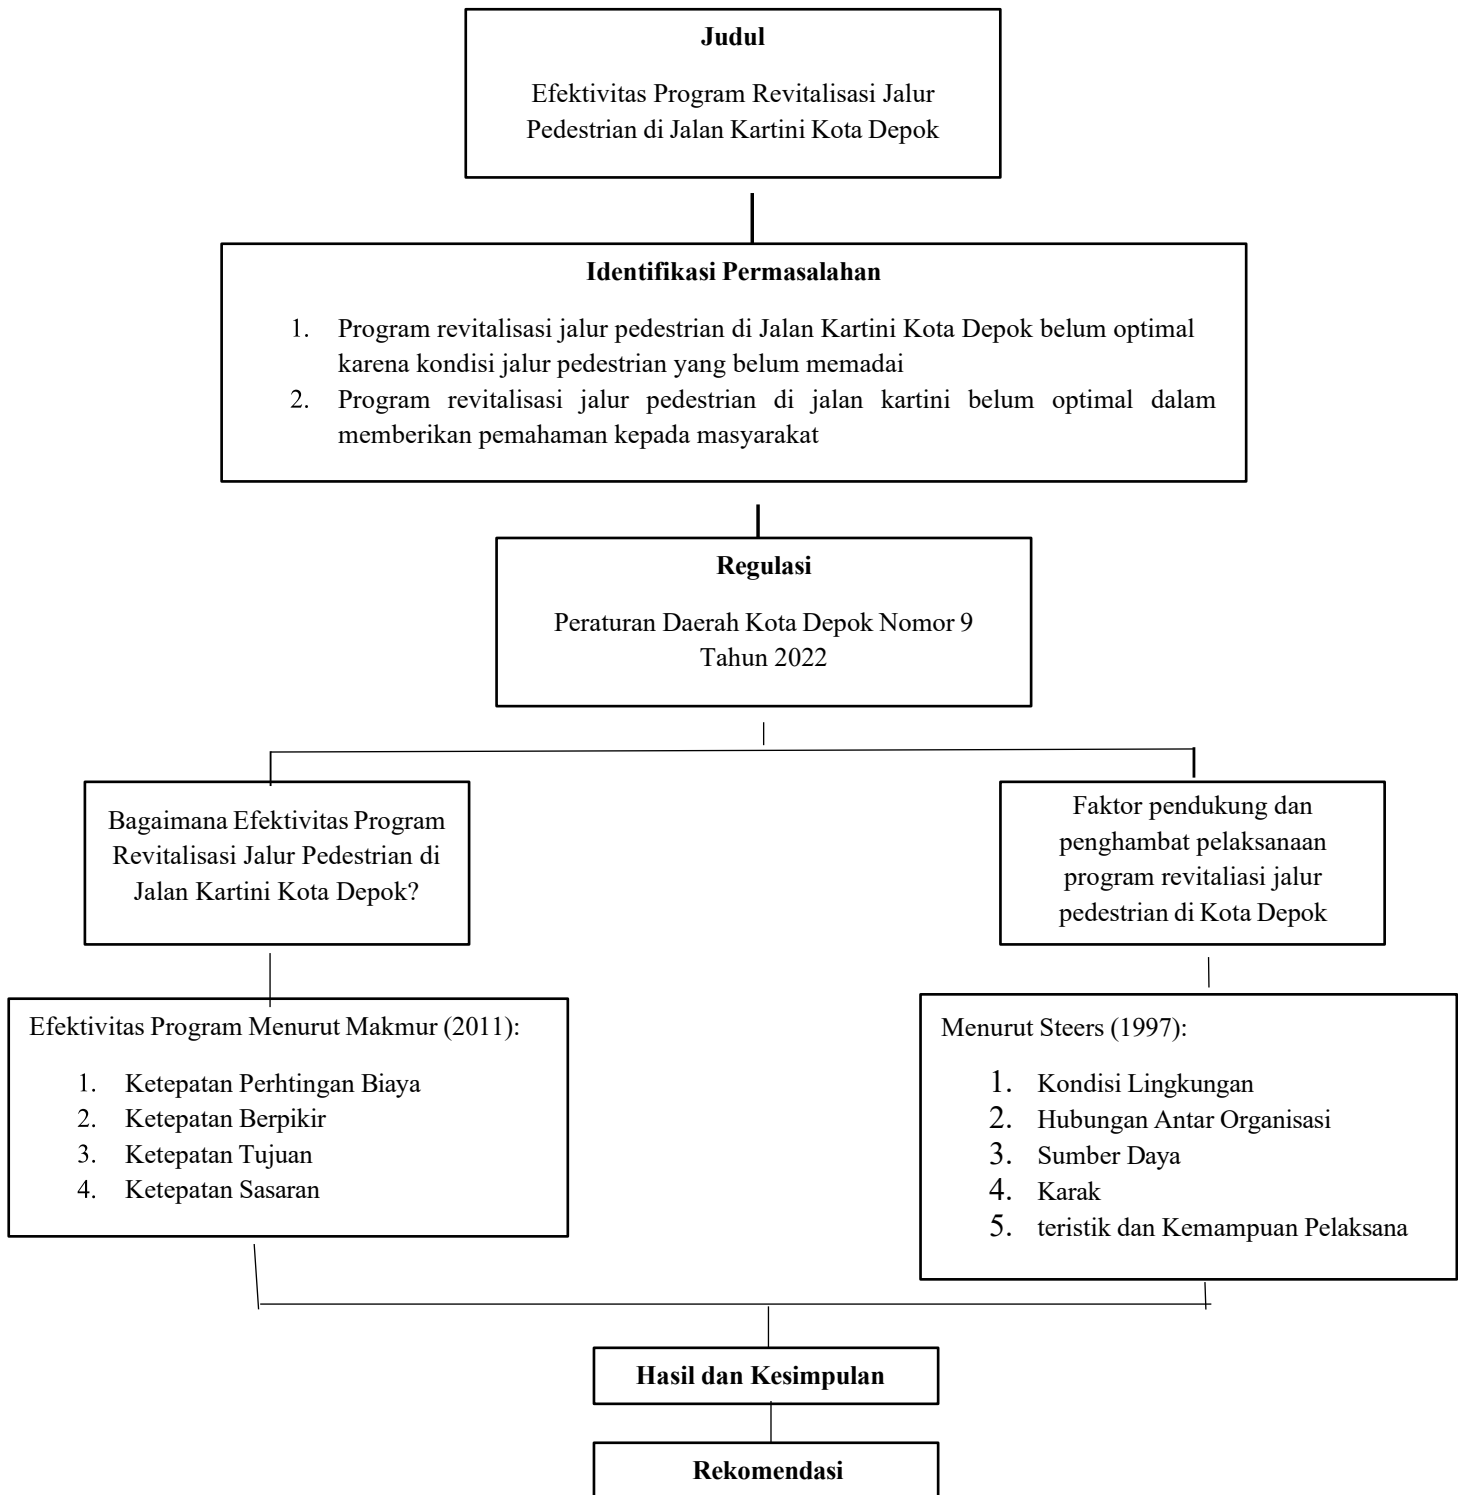 Judul
Efektivitas Program Revitalisasi Jalur
Pedestrian di Jalan Kartini Kota Depok
Identifikasi Permasalahan
1. Program revitalisasi jalur pedestrian di Jalan Kartini Kota Depok belum optimal
karena kondisi jalur pedestrian yang belum memadai
2. Program revitalisasi jalur pedestrian di jalan kartini belum optimal dalam
memberikan pemahaman kepada masyarakat
Regulasi
Peraturan Daerah Kota Depok Nomor 9
Tahun 2022
Bagaimana Efektivitas Program
Revitalisasi Jalur Pedestrian di
Jalan Kartini Kota Depok?
Faktor pendukung dan
penghambat pelaksanaan
program revitaliasi jalur
pedestrian di Kota Depok
Efektivitas Program Menurut Makmur (2011):
1. Ketepatan Perhtingan Biaya
2. Ketepatan Berpikir
3. Ketepatan Tujuan
4. Ketepatan Sasaran
Menurut Steers (1997):
1. Kondisi Lingkungan
2. Hubungan Antar Organisasi
3. Sumber Daya
4. Karak
5. teristik dan Kemampuan Pelaksana
Hasil dan Kesimpulan
Rekomendasi